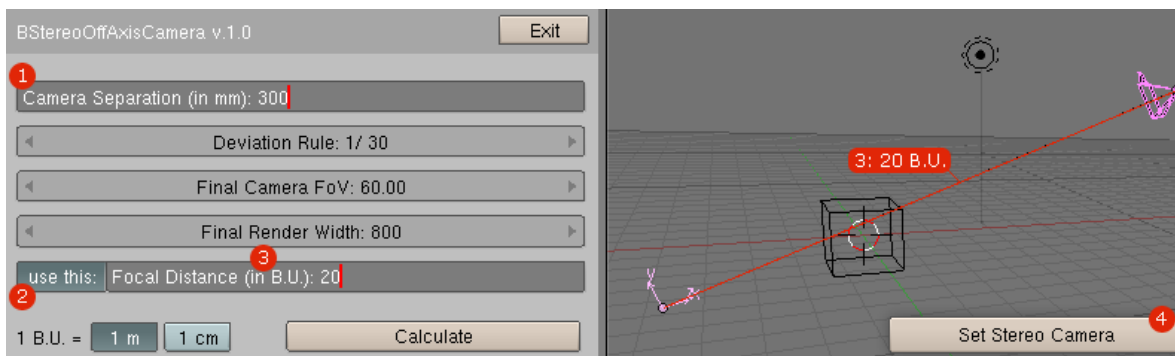 BStereoOffAxisCamera v.1.0
Exit
1
Camera Separation (in mm): 300
Deviation Rule: 1/ 30
Final Camera FoV: 60.00
Final Render Width: 800
3
use this: Focal Distance (in B.U.): 20
2
1 B.U. = 1 m 1 cm
Calculate
3: 20 B.U.
y
x
4
Set Stereo Camera